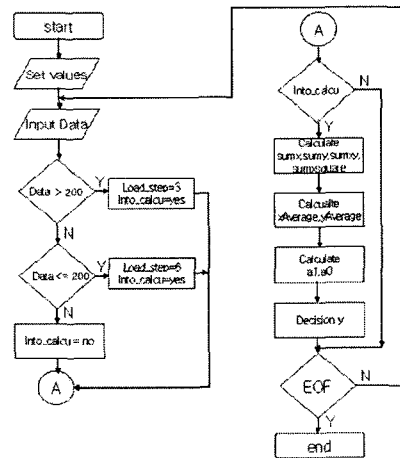 start
Set values
Input Data
Data > 200
Y
Load_step=3
Into_calcu=yes
N
Data <= 200
Y
Load_step=6
Into_calcu=yes
N
Into_calcu = no
A
A
Into_calcu
N
Y
Calculate
sumx,sumy,sumxy,
sumxsquare
Calcualte
xAverage,yAverage
Calculate
a1,a0
Decision y
EOF
N
Y
end